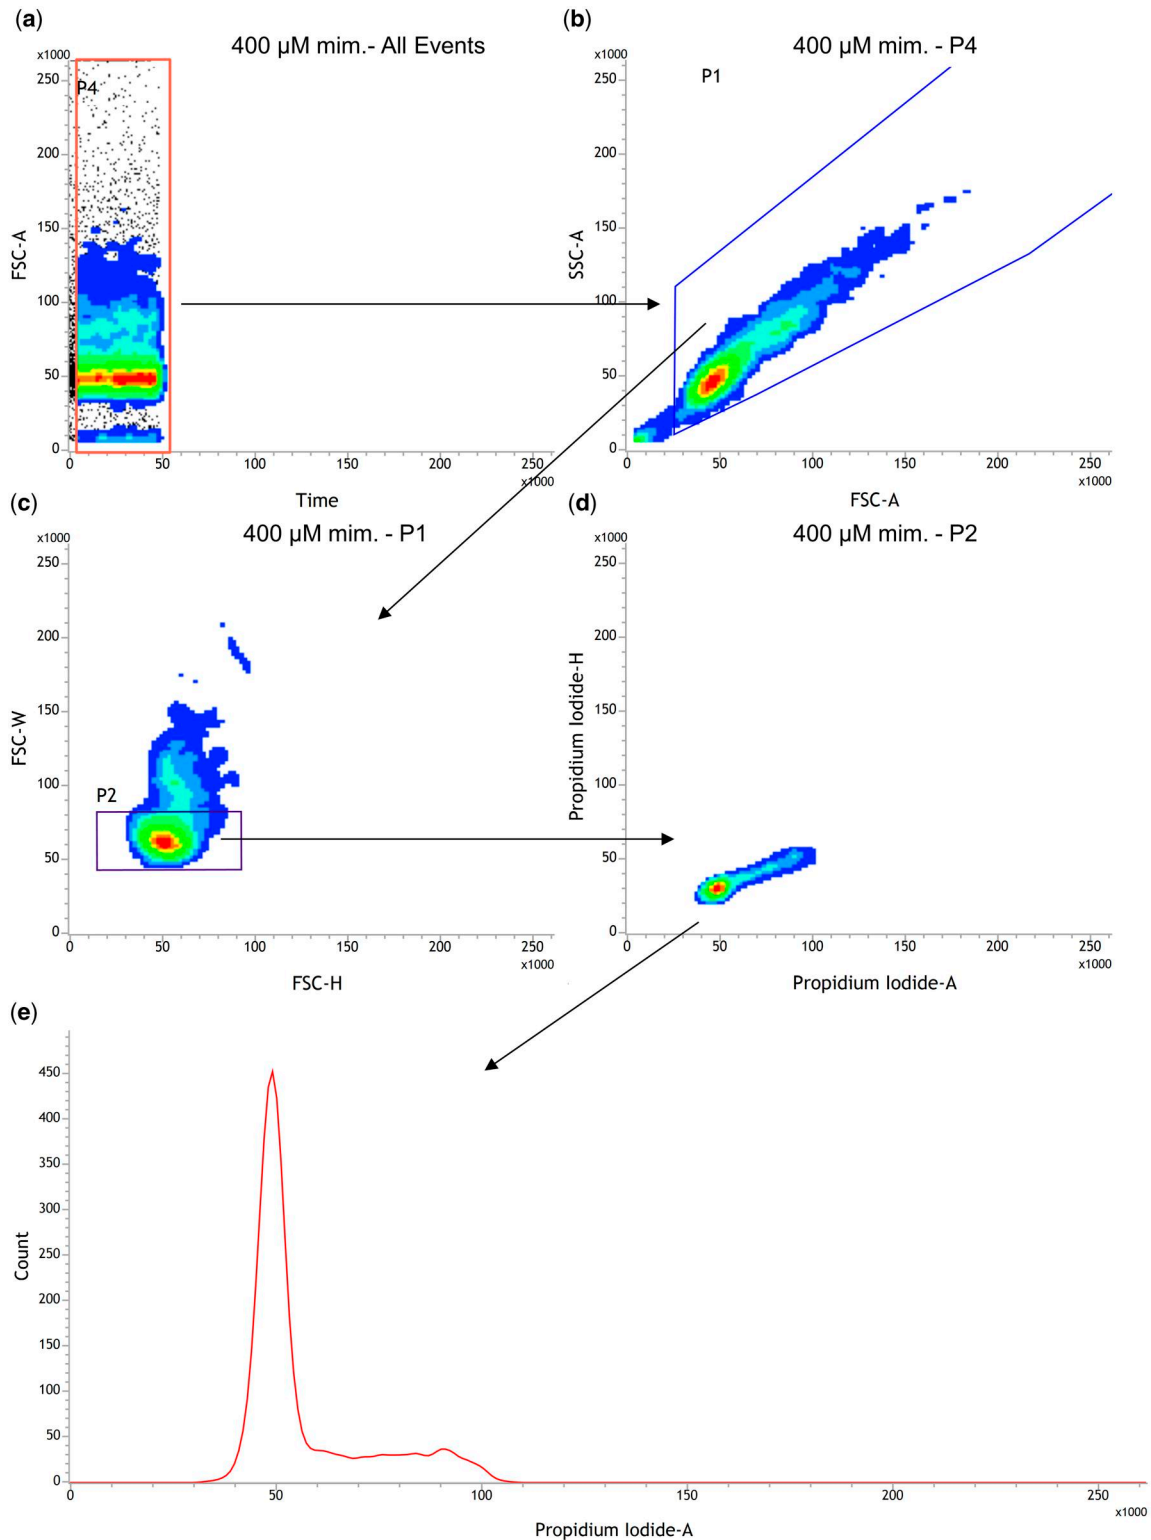 (a)
400 µM mim.- All Events
x1000
250
200
150
100
50
0
FSC-A
P4
0 50 100 150 200 250
x1000
Time
(b)
400 µM mim. - P4
x1000
250
200
150
100
50
0
SSC-A
P1
0 50 100 150 200 250
x1000
FSC-A
(c)
400 µM mim. - P1
x1000
250
200
150
100
50
0
FSC-W
P2
0 50 100 150 200 250
x1000
FSC-H
(d)
400 µM mim. - P2
x1000
250
200
150
100
50
0
Propidium Iodide-H
0 50 100 150 200 250
x1000
Propidium Iodide-A
(e)
450
400
350
300
250
200
150
100
50
0
Count
0 50 100 150 200 250
x1000
Propidium Iodide-A